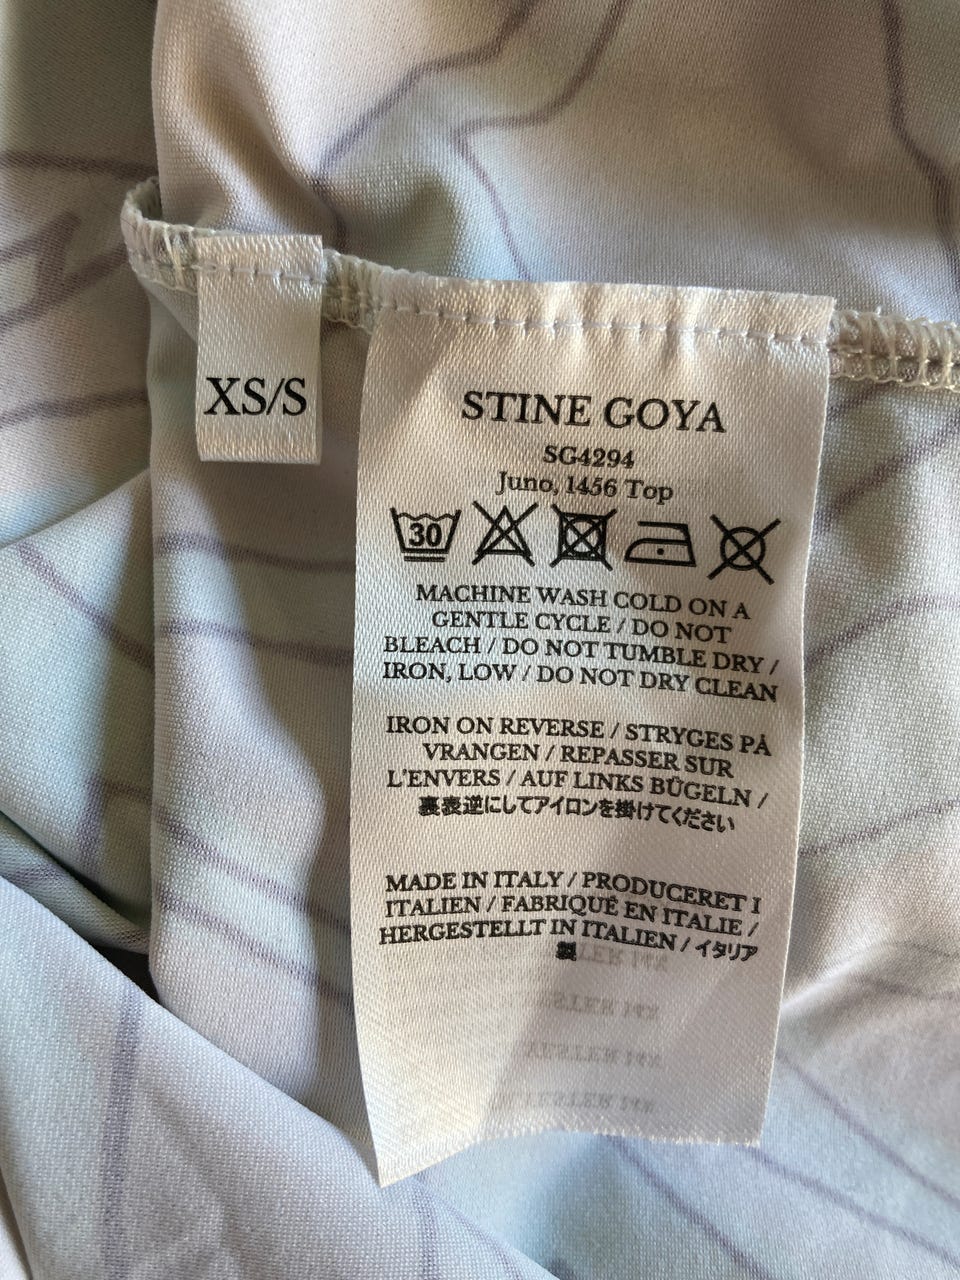 XS/S
STINE GOYA
SG4294
Juno, 1456 Top
30
MACHINE WASH COLD ON A
GENTLE CYCLE / DO NOT
BLEACH / DO NOT TUMBLE DRY /
IRON, LOW / DO NOT DRY CLEAN
IRON ON REVERSE / STRYGES PÅ
VRANGEN / REPASSER SUR
L'ENVERS / AUF LINKS BÜGELN /
裏表逆にしてアイロンを掛けてください
MADE IN ITALY / PRODUCERET I
ITALIEN / FABRIQUÉ EN ITALIE /
HERGESTELLT IN ITALIEN / イタリア
製